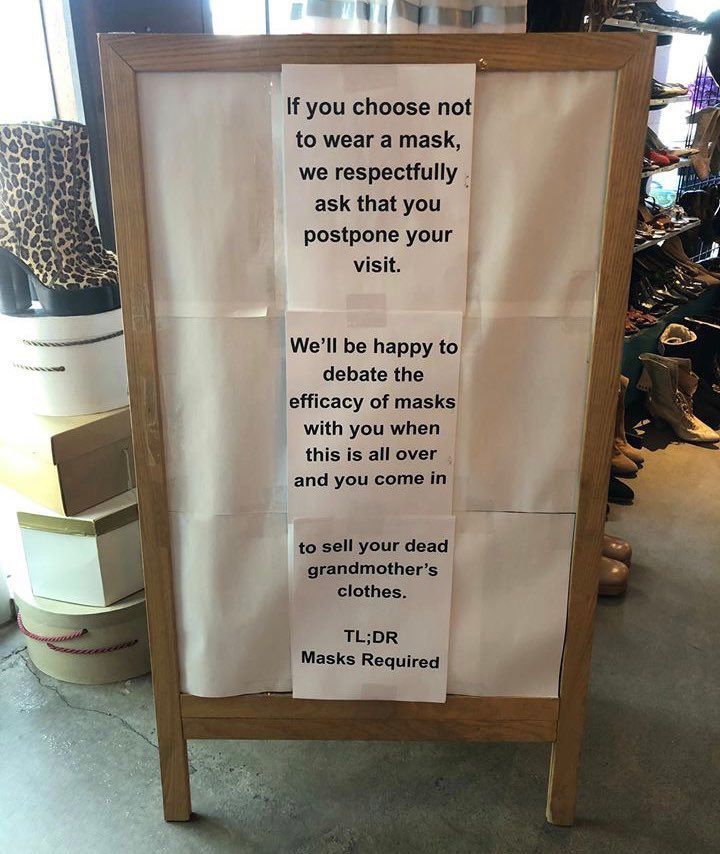 If you choose not
to wear a mask,
we respectfully
ask that you
postpone your
visit.
We'll be happy to
debate the
efficacy of masks
with you when
this is all over
and you come in
to sell your dead
grandmother's
clothes.
TL;DR
Masks Required